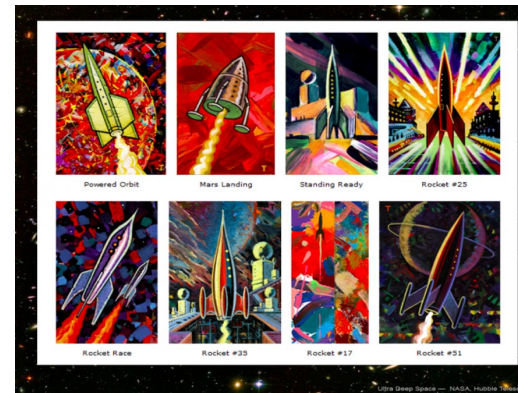 Powered Orbit
Mars Landing
Standing Ready
Rocket #25
Rocket Race
Rocket #35
Rocket #17
Rocket #51
Ultra Deep Space — NASA, Hubble